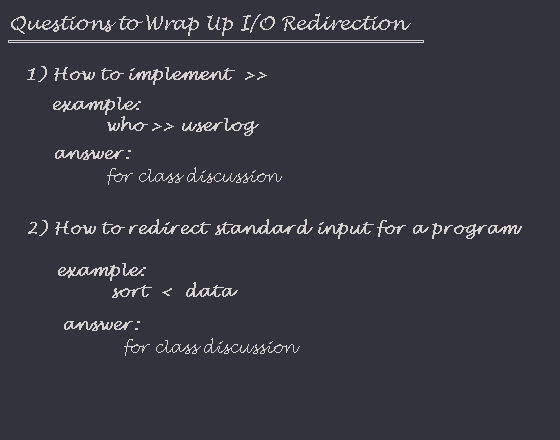 Questions to Wrap Up I/O Redirection
1) How to implement >>
example:
who >> userlog
answer:
for class discussion
2) How to redirect standard input for a program
example:
sort < data
answer:
for class discussion